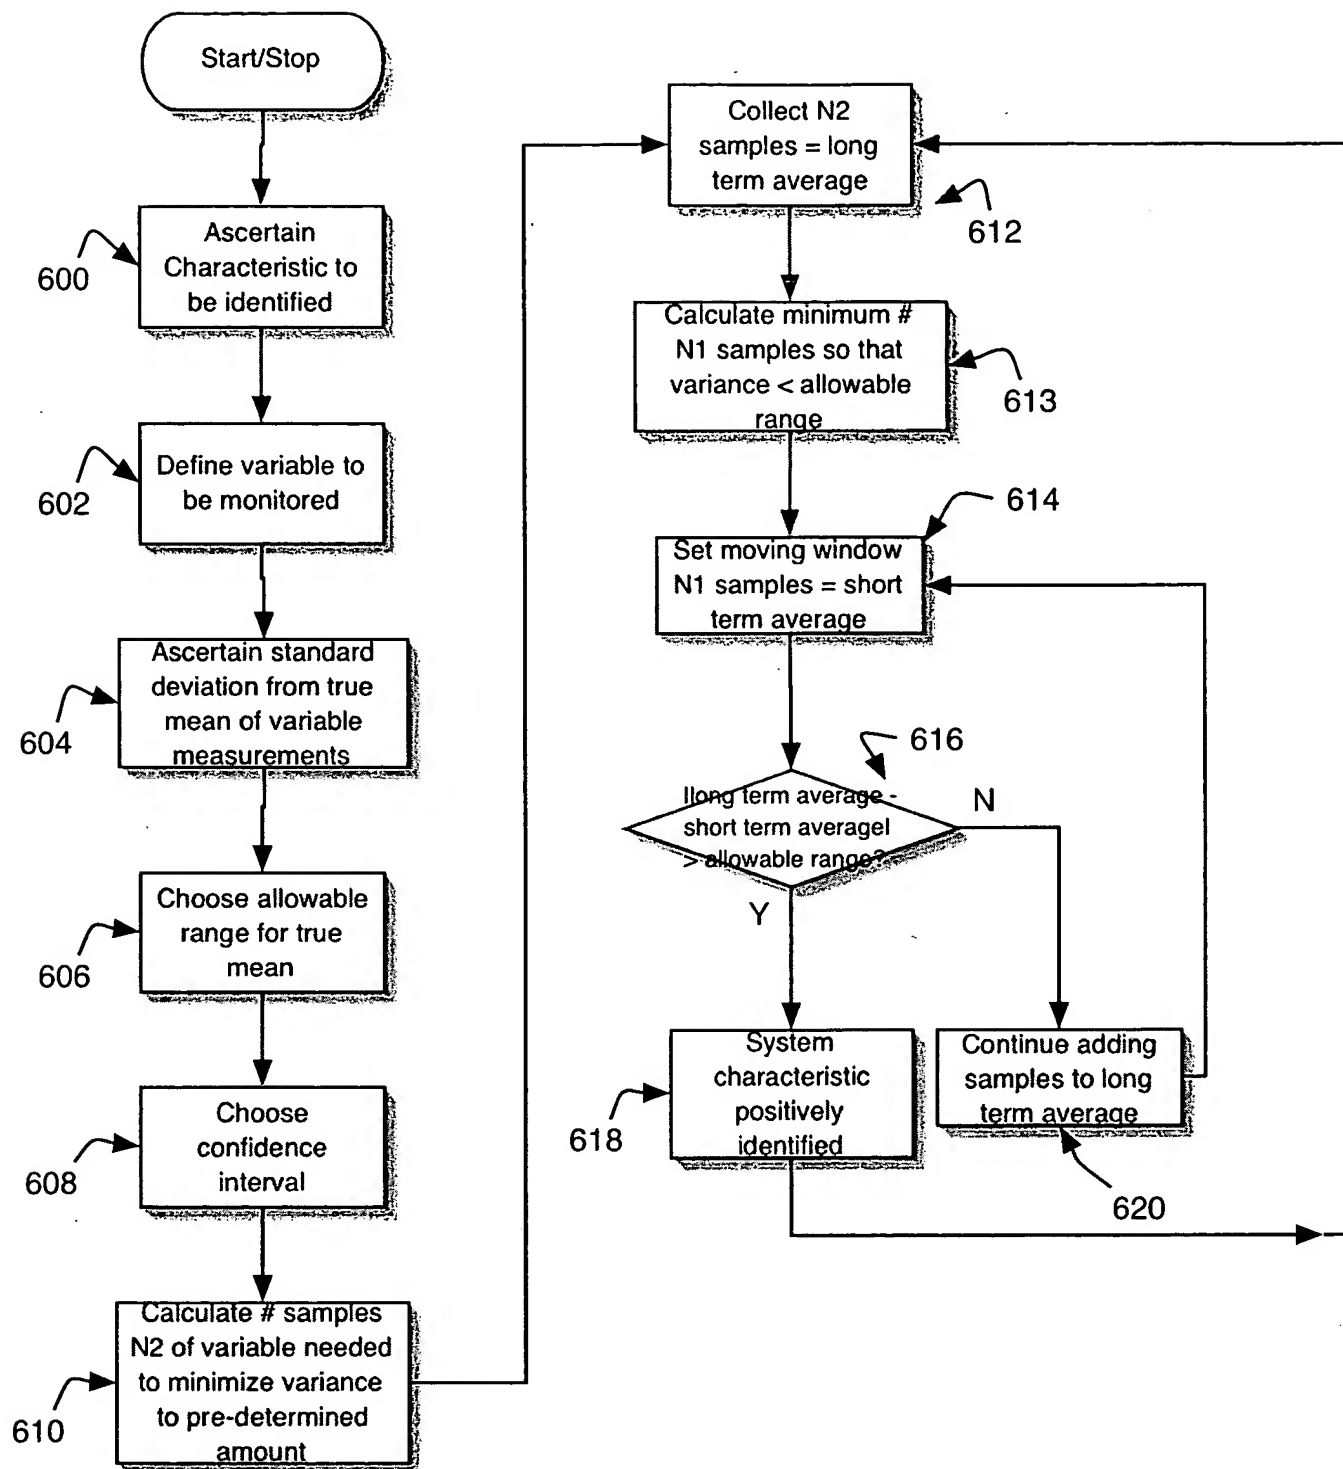 Start/Stop
600
Ascertain
Characteristic to
be identified
602
Define variable to
be monitored
604
Ascertain standard
deviation from true
mean of variable
measurements
606
Choose allowable
range for true
mean
608
Choose
confidence
interval
610
Calculate # samples
N2 of variable needed
to minimize variance
to pre-determined
amount
Collect N2
samples = long
term average
612
Calculate minimum #
N1 samples so that
variance < allowable
range
613
614
Set moving window
N1 samples = short
term average
616
|long term average -
short term average|
> allowable range?
N
Y
618
System
characteristic
positively
identified
Continue adding
samples to long
term average
620